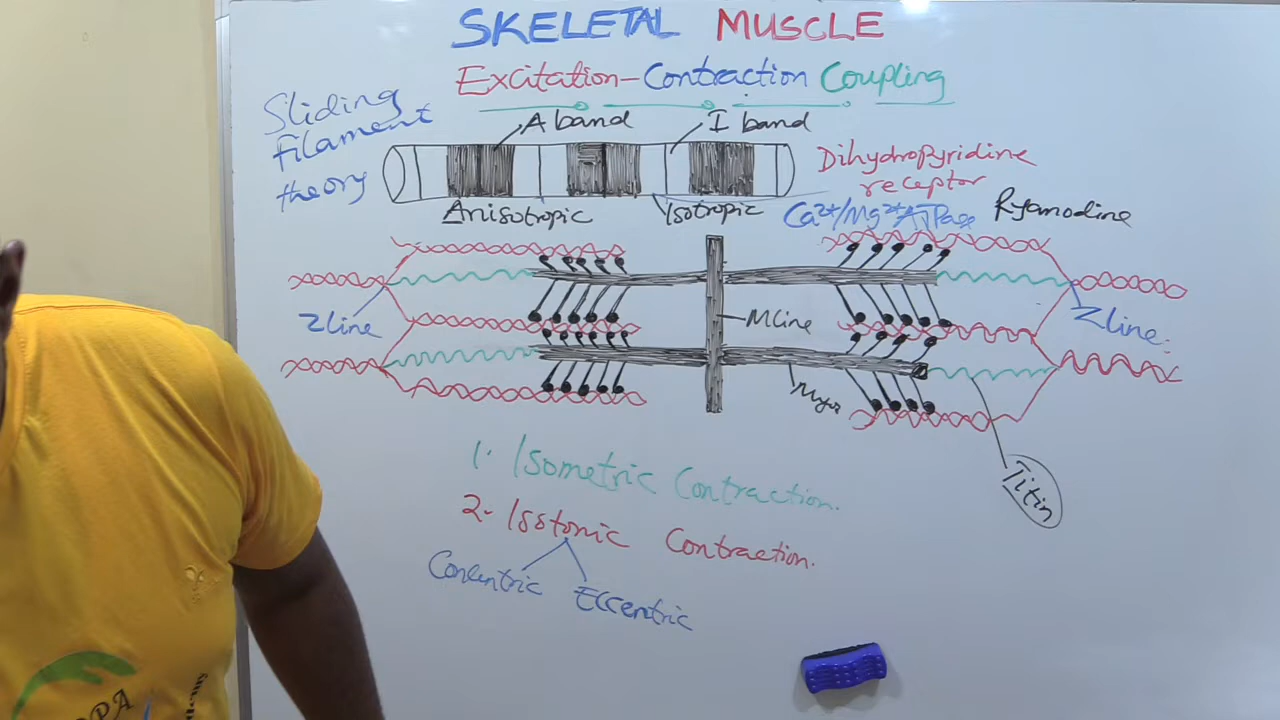 SKELETAL MUSCLE
Excitation-Contraction Coupling
Sliding
filament
theory
A band
I band
Anisotropic
Isotropic
Dihydropyridine
receptor
Ca2+/Mg2+ATPase
Ryanodine
Z line
M Line
Z line:
Titin
1. Isometric Contraction.
2. Isotonic Contraction.
Concentric Eccentric